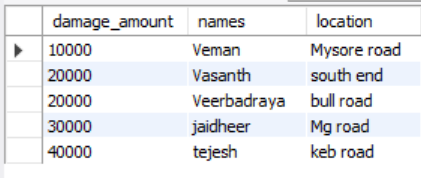 damage_amount names location
10000 Veman Mysore road
20000 Vasanth south end
20000 Veerbadraya bull road
30000 jaidheer Mg road
40000 tejesh keb road